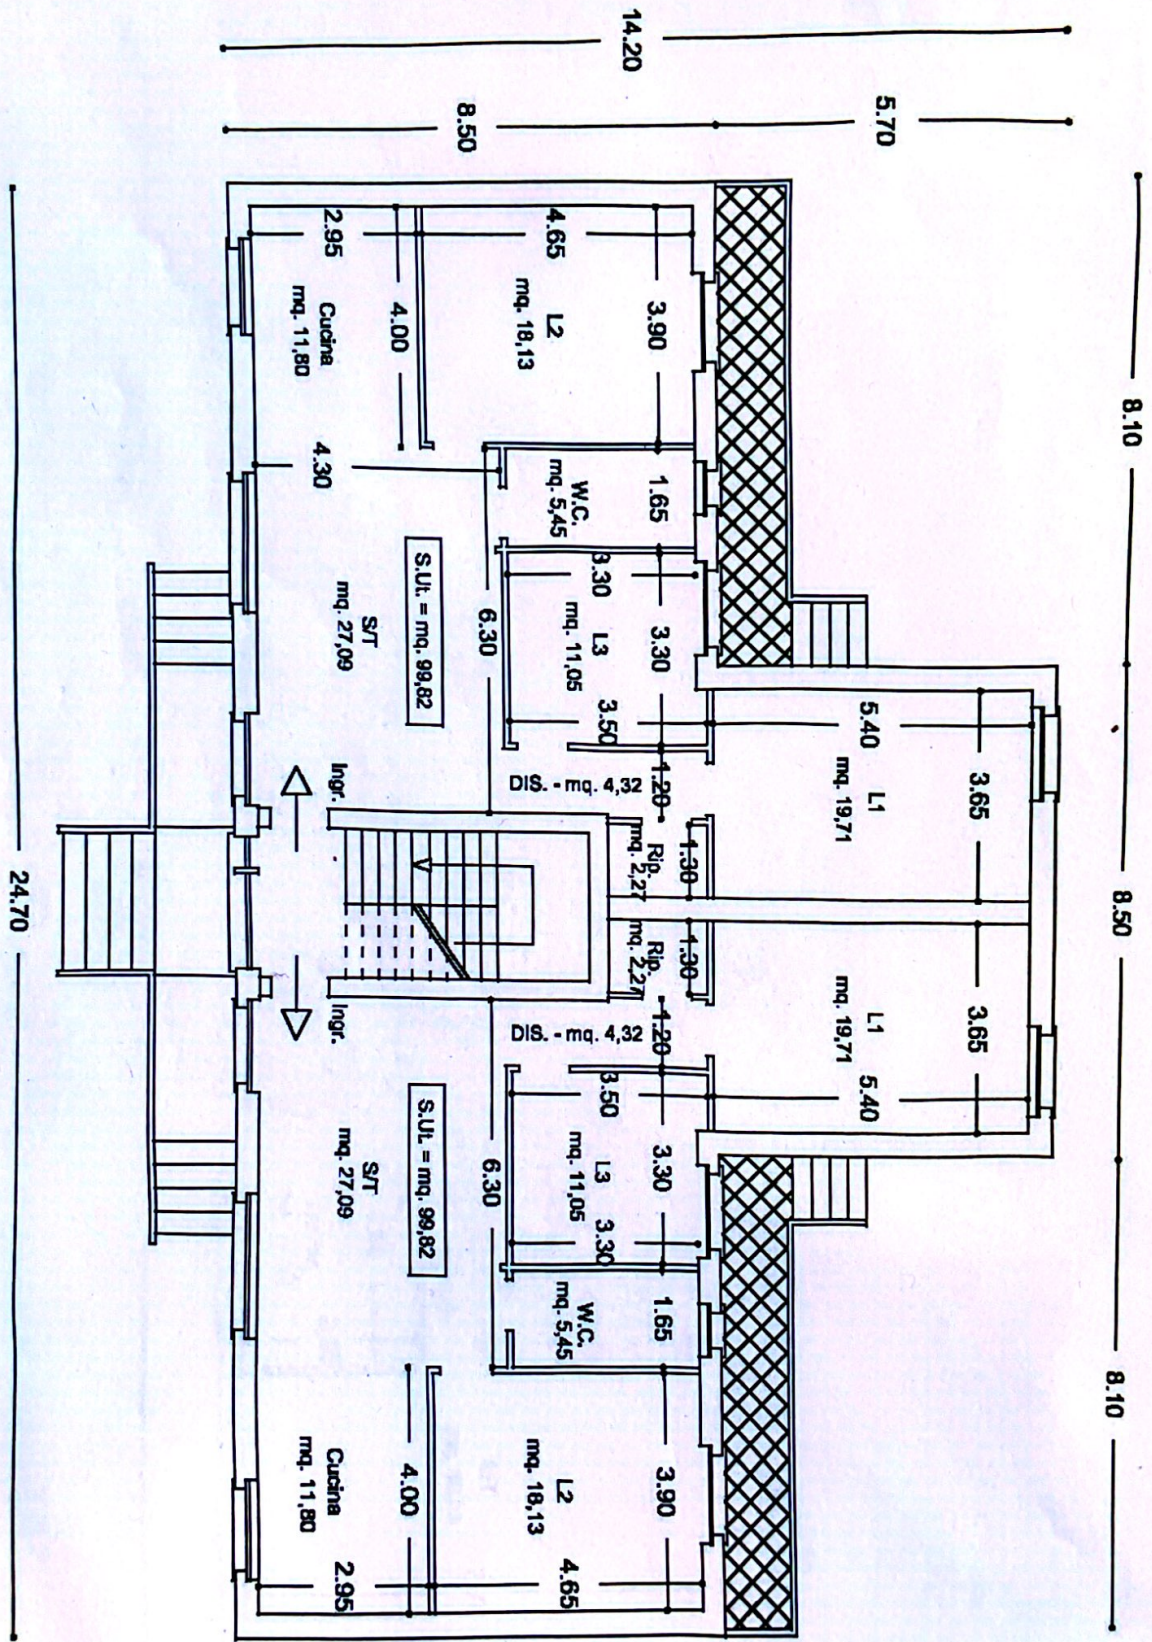 8.10
8.50
8.10
3.65
3.65
5.70
5.40
L1
L1
5.40
mq. 19,71
mq. 19,71
1.30
1.30
3.90
1.65
3.30
1.20
Rip.
Rip.
1.20
3.30
1.65
3.90
14.20
mq. 2,27
mq. 2,27
DIS. - mq. 4,32
DIS. - mq. 4,32
4.65
L2
mq. 18,13
W.C.
mq. 5,45
3.30
L3
3.50
mq. 11,05
3.50
L3
3.30
mq. 11,05
W.C.
mq. 5,45
L2
mq. 18,13
4.65
8.50
6.30
6.30
S.Ut. = mq. 99,82
S.Ut. = mq. 99,82
4.00
4.00
S/T
mq. 27,09
S/T
mq. 27,09
2.95
Cucina
mq. 11,80
4.30
Ingr.
Ingr.
Cucina
mq. 11,80
2.95
24.70